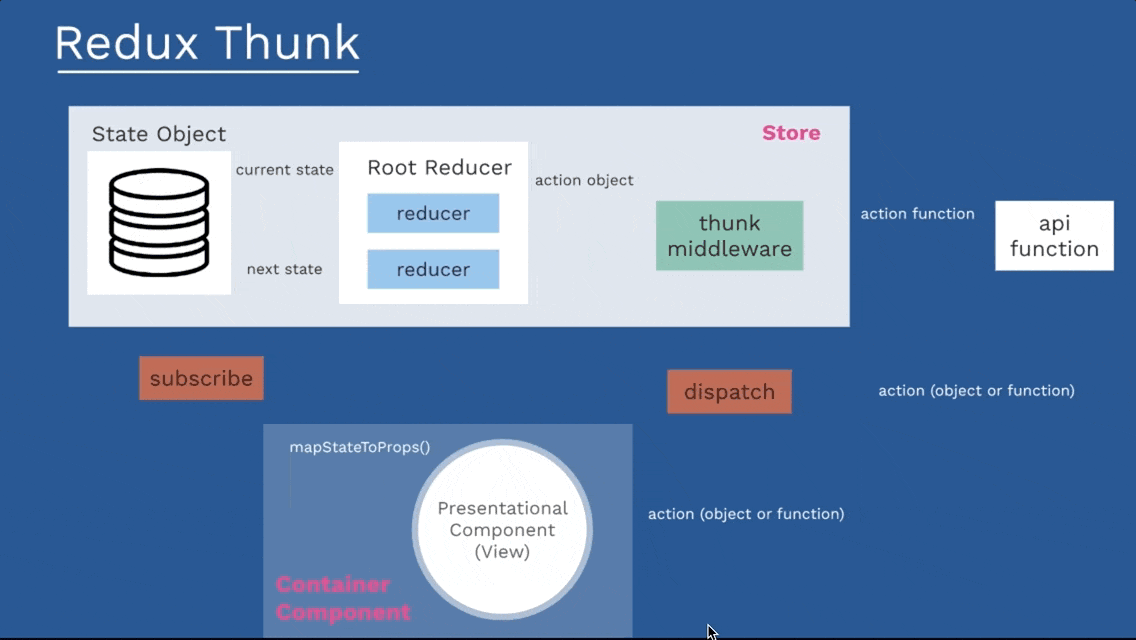 Redux Thunk
State Object
Store
current state
Root Reducer
action object
reducer
thunk
middleware
action function
api
function
next state
reducer
subscribe
dispatch
action (object or function)
mapStateToProps()
Presentational
Component
(View)
action (object or function)
Container
Component